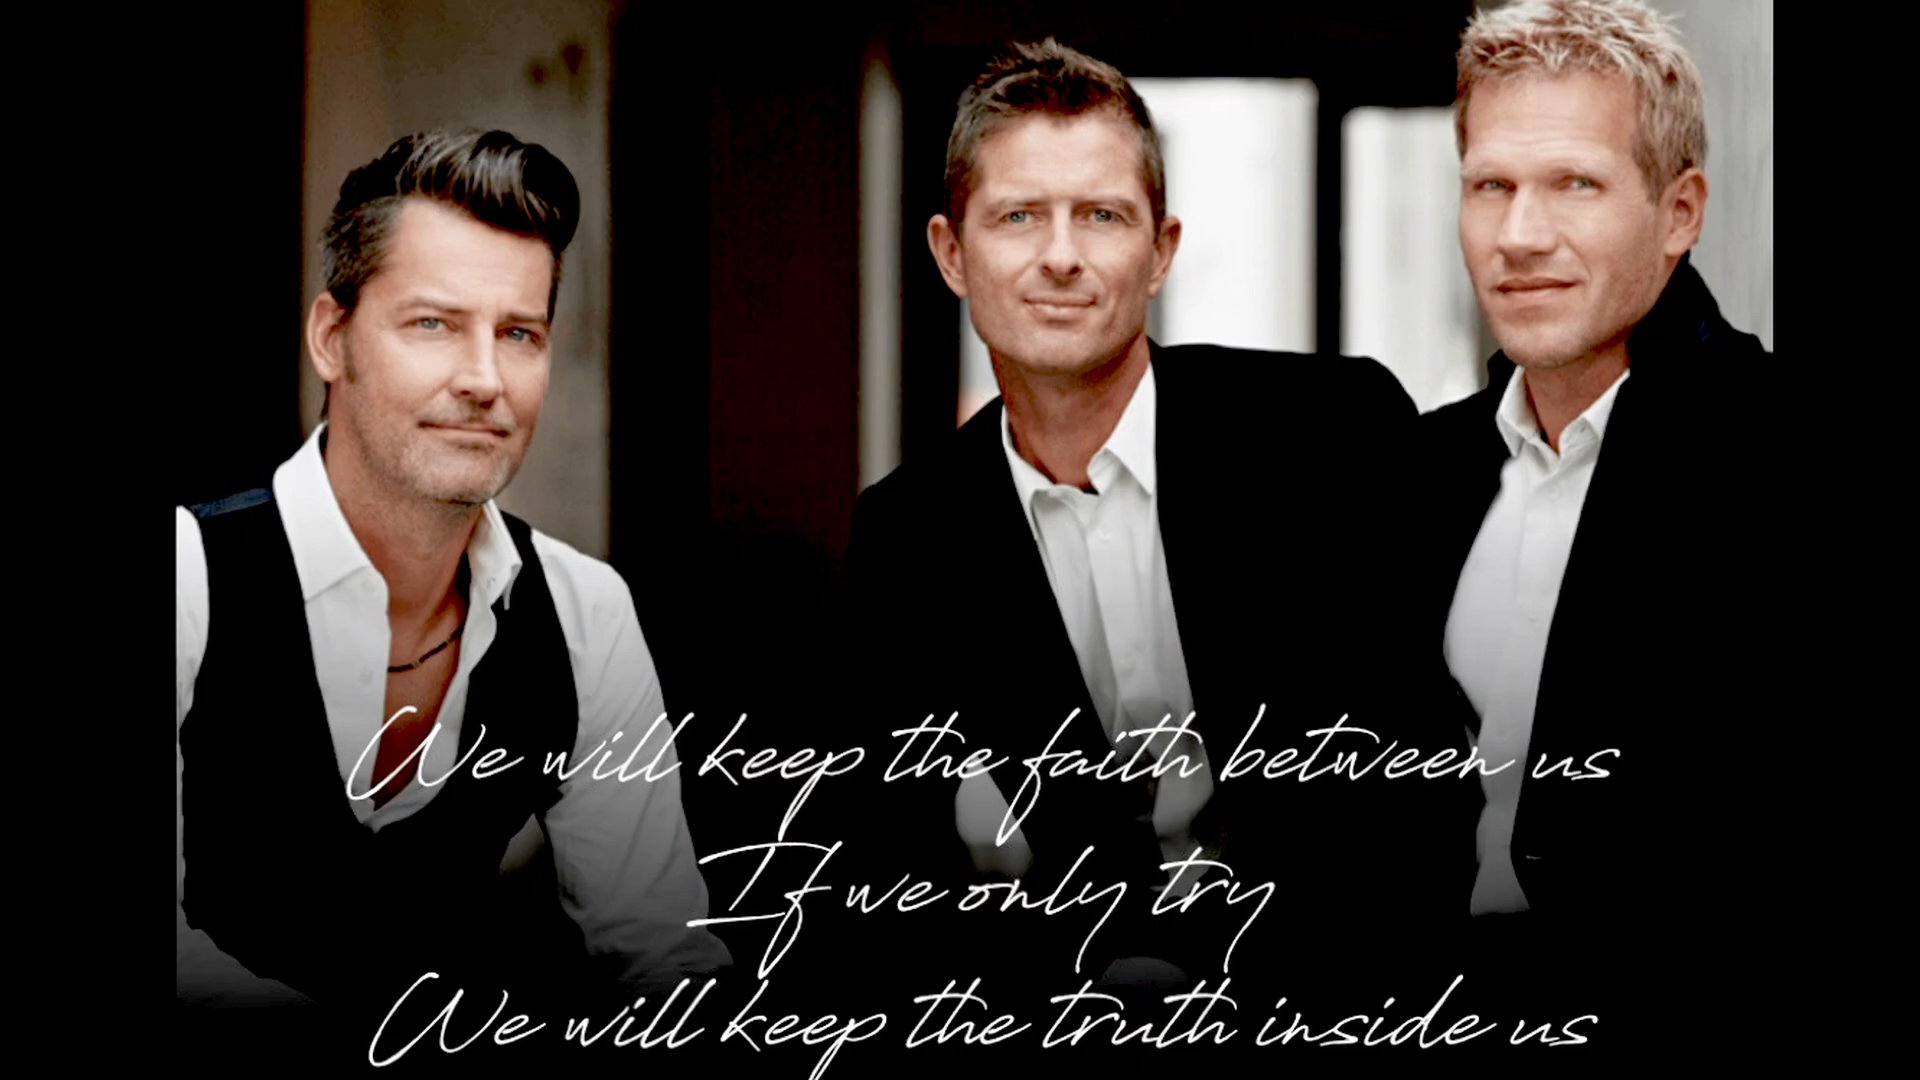 We will keep the faith between us
If we only try
We will keep the truth inside us